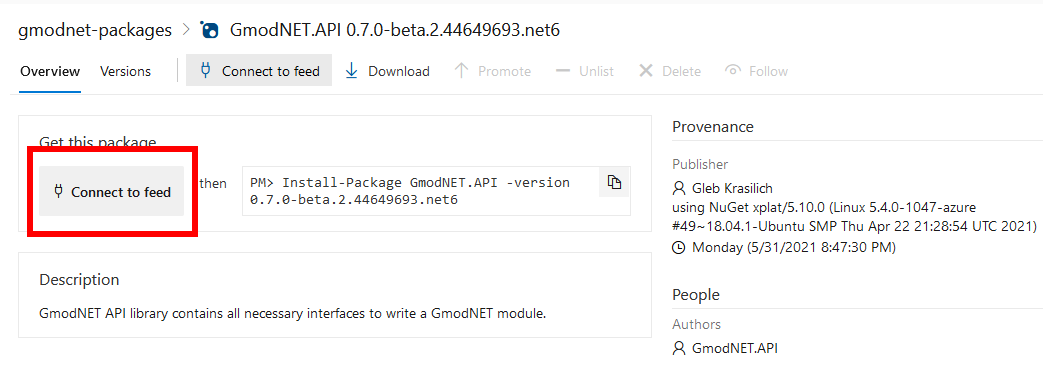 gmodnet-packages > GmodNET.API 0.7.0-beta.2.44649693.net6
Overview Versions Connect to feed Download Promote Unlist Delete Follow
Get this package
Connect to feed then PM> Install-Package GmodNET.API -version
0.7.0-beta.2.44649693.net6
Description
GmodNET API library contains all necessary interfaces to write a GmodNET module.
Provenance
Publisher
Gleb Krasilich
using NuGet xplat/5.10.0 (Linux 5.4.0-1047-azure
#49~18.04.1-Ubuntu SMP Thu Apr 22 21:28:54 UTC 2021)
Monday (5/31/2021 8:47:30 PM)
People
Authors
GmodNET.API